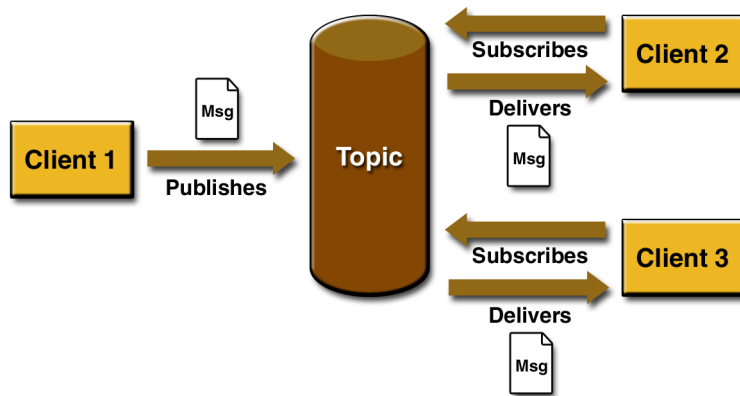 Subscribes
Client 2
Msg
Delivers
Client 1
Topic
Msg
Publishes
Subscribes
Client 3
Delivers
Msg